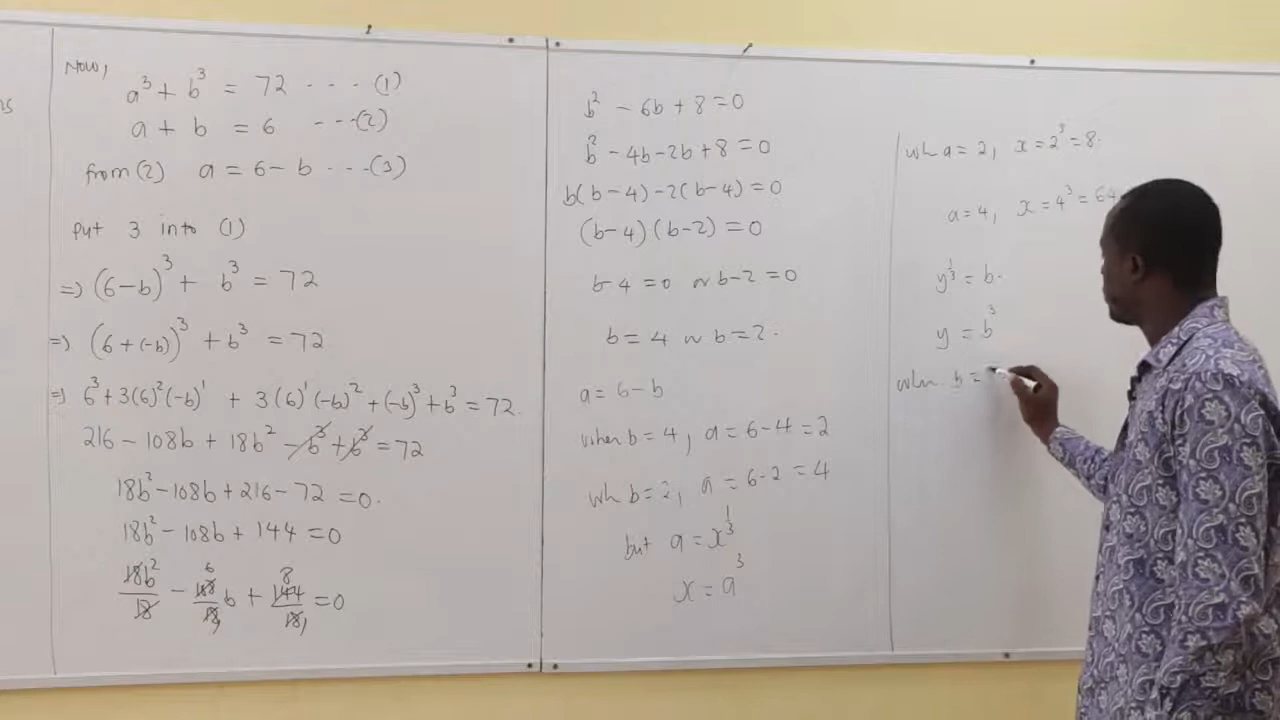 ns
Now,
a³ + b³ = 72 - - - (1)
a + b = 6 - - -(2)
from (2) a = 6 - b - - -(3)
put 3 into (1)
=> (6-b)³ + b³ = 72
=> (6+(-b))³ + b³ = 72
=> 6³ + 3(6)²(-b)¹ + 3(6)¹(-b)² + (-b)³ + b³ = 72.
216 - 108b + 18b² - b³ + b³ = 72
18b² - 108b + 216 - 72 = 0.
18b² - 108b + 144 = 0
18b²/18 - 108/18 b + 144/18 = 0
6 8
b² - 6b + 8 = 0
b² - 4b - 2b + 8 = 0
b(b-4) -2(b-4) = 0
(b-4)(b-2) = 0
b-4 = 0 or b-2 = 0
b = 4 or b = 2.
a = 6 - b
when b = 4, a = 6-4 = 2
wh b = 2, a = 6-2 = 4
but a = x^(1/3)
x = a³
wh a = 2, x = 2³ = 8.
a = 4, x = 4³ = 64
y^(1/3) = b.
y = b³
when b =